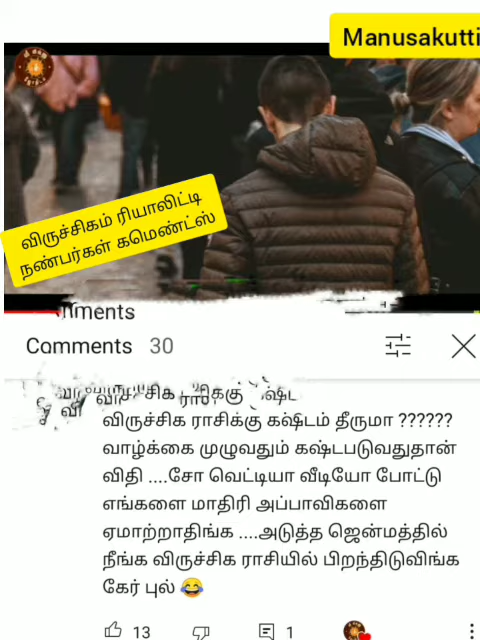 Manusakutti
விருச்சிகம் ரியாலிட்டி
நண்பர்கள் கமெண்ட்ஸ்
Comments 30
விருச்சிக ராசிக்கு கஷ்டம் தீருமா ??????
வாழ்க்கை முழுவதும் கஷ்டபடுவதுதான்
விதி ....சோ வெட்டியா வீடியோ போட்டு
எங்களை மாதிரி அப்பாவிகளை
ஏமாற்றாதிங்க ....அடுத்த ஜென்மத்தில்
நீங்க விருச்சிக ராசியில் பிறந்திடுவிங்க
கேர் புல் 😂
13 1